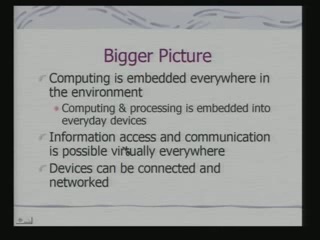 Bigger Picture
Computing is embedded everywhere in
the environment
Computing & processing is embedded into
everyday devices
Information access and communication
is possible virtually everywhere
Devices can be connected and
networked